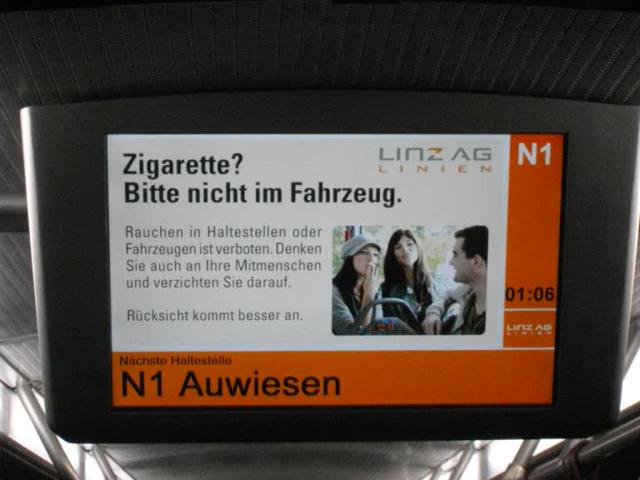 Zigarette?
Bitte nicht im Fahrzeug.
LINZ AG
LINIEN
N1
Rauchen in Haltestellen oder
Fahrzeugen ist verboten. Denken
Sie auch an Ihre Mitmenschen
und verzichten Sie darauf.
Rücksicht kommt besser an.
01:06
LINZ AG
LINIEN
Nächste Haltestelle
N1 Auwiesen